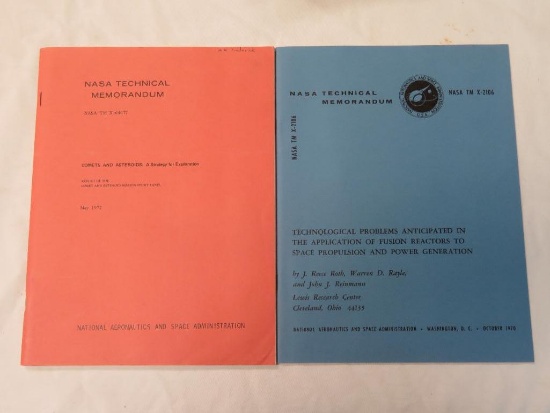 NASA TECHNICAL
MEMORANDUM
NASA TM X-
COMETS AND ASTEROIDS: A Strategy for Exploration
May 1972
NATIONAL AERONAUTICS AND SPACE ADMINISTRATION
NASA TECHNICAL
MEMORANDUM
NASA TM X-2106
NASA TM X-2106
TECHNOLOGICAL PROBLEMS ANTICIPATED IN
THE APPLICATION OF FUSION REACTORS TO
SPACE PROPULSION AND POWER GENERATION
by J. Reece Roth, Warren D. Rayle,
and John J. Reinmann
Lewis Research Center
Cleveland, Ohio 44135
NATIONAL AERONAUTICS AND SPACE ADMINISTRATION • WASHINGTON, D. C. • OCTOBER 1970